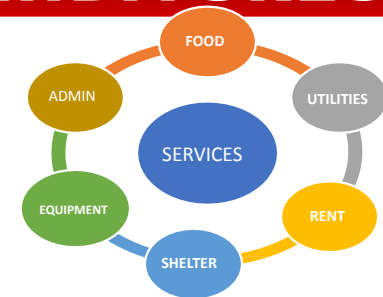 FOOD
ADMIN
UTILITIES
SERVICES
EQUIPMENT
RENT
SHELTER